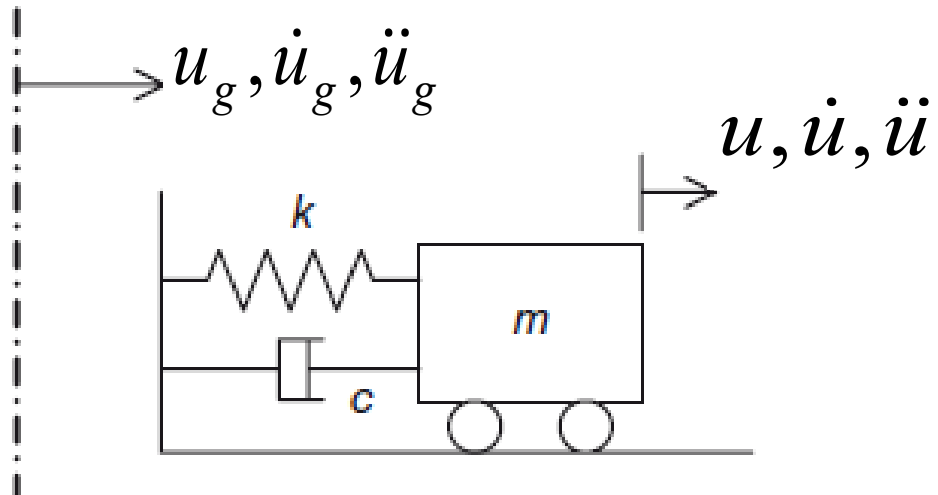 u_g, u̇_g, ü_g
u, u̇, ü
k
m
c